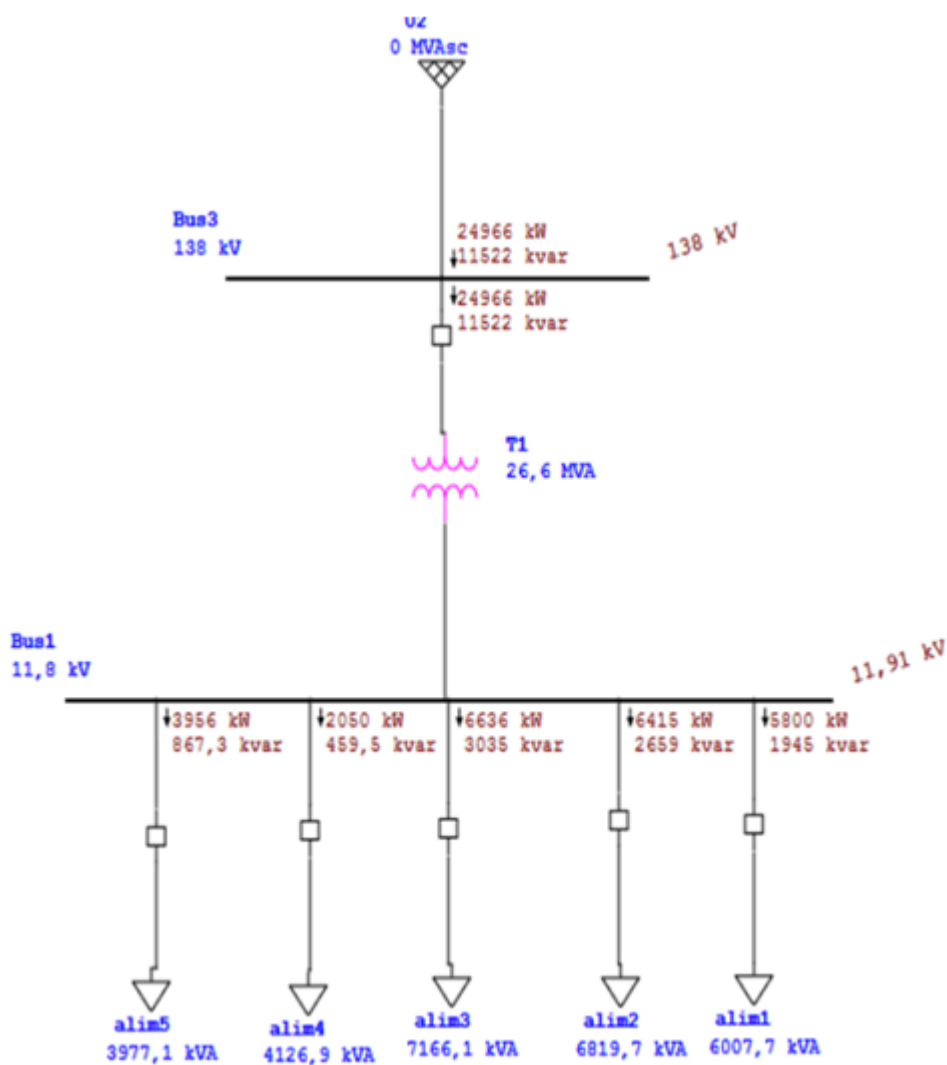 U2
0 MVAsc
Bus3
138 kV
24966 kW
11522 kvar
138 kV
24966 kW
11522 kvar
T1
26,6 MVA
Bus1
11,8 kV
11,91 kV
3956 kW
867,3 kvar
2050 kW
459,5 kvar
6636 kW
3035 kvar
6415 kW
2659 kvar
5800 kW
1945 kvar
alim5
3977,1 kVA
alim4
4126,9 kVA
alim3
7166,1 kVA
alim2
6819,7 kVA
alim1
6007,7 kVA